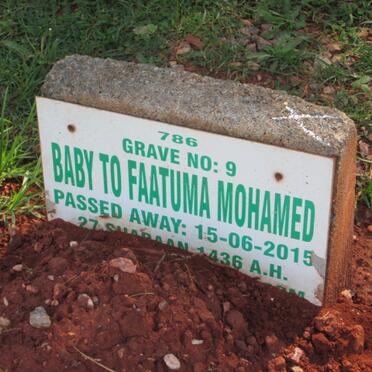 786
GRAVE NO: 9
BABY TO FAATUMA MOHAMED
PASSED AWAY: 15-06-2015
27 SHABAAN 1436 A.H.